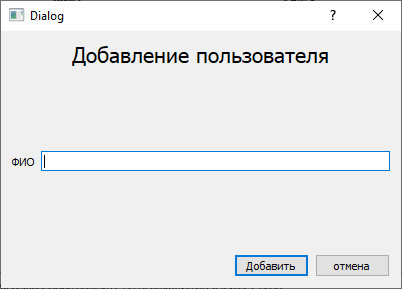 Dialog
?
Добавление пользователя
ФИО
Добавить
отмена